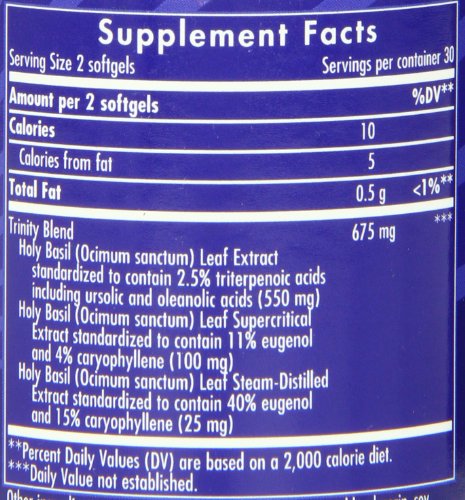 Supplement Facts
Serving Size 2 softgels Servings per container 30
Amount per 2 softgels %DV**
Calories 10
Calories from fat 5
Total Fat 0.5 g <1%**
Trinity Blend 675 mg ***
Holy Basil (Ocimum sanctum) Leaf Extract
standardized to contain 2.5% triterpenoic acids
including ursolic and oleanolic acids (550 mg)
Holy Basil (Ocimum sanctum) Leaf Supercritical
Extract standardized to contain 11% eugenol
and 4% caryophyllene (100 mg)
Holy Basil (Ocimum sanctum) Leaf Steam-Distilled
Extract standardized to contain 40% eugenol
and 15% caryophyllene (25 mg)
**Percent Daily Values (DV) are based on a 2,000 calorie diet.
***Daily Value not established.
Other